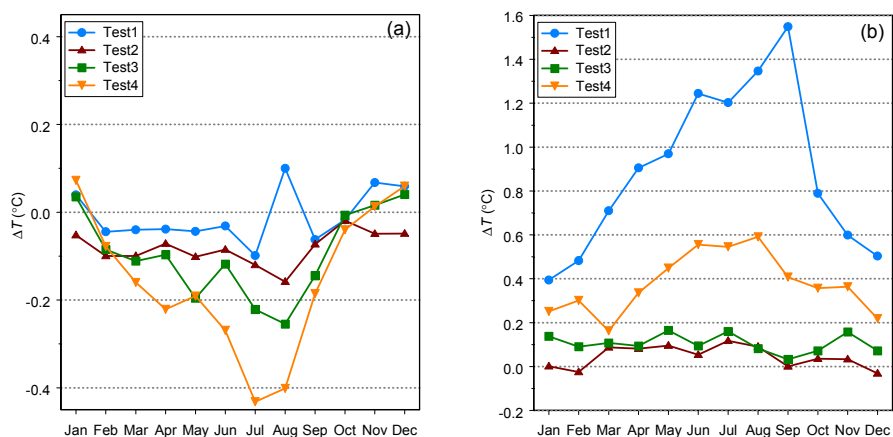 (a)
Test1
Test2
Test3
Test4
0.4
0.2
0.0
-0.2
-0.4
ΔT (°C)
Jan Feb Mar Apr May Jun Jul Aug Sep Oct Nov Dec
(b)
Test1
Test2
Test3
Test4
1.6
1.4
1.2
1.0
0.8
0.6
0.4
0.2
0.0
-0.2
ΔT (°C)
Jan Feb Mar Apr May Jun Jul Aug Sep Oct Nov Dec